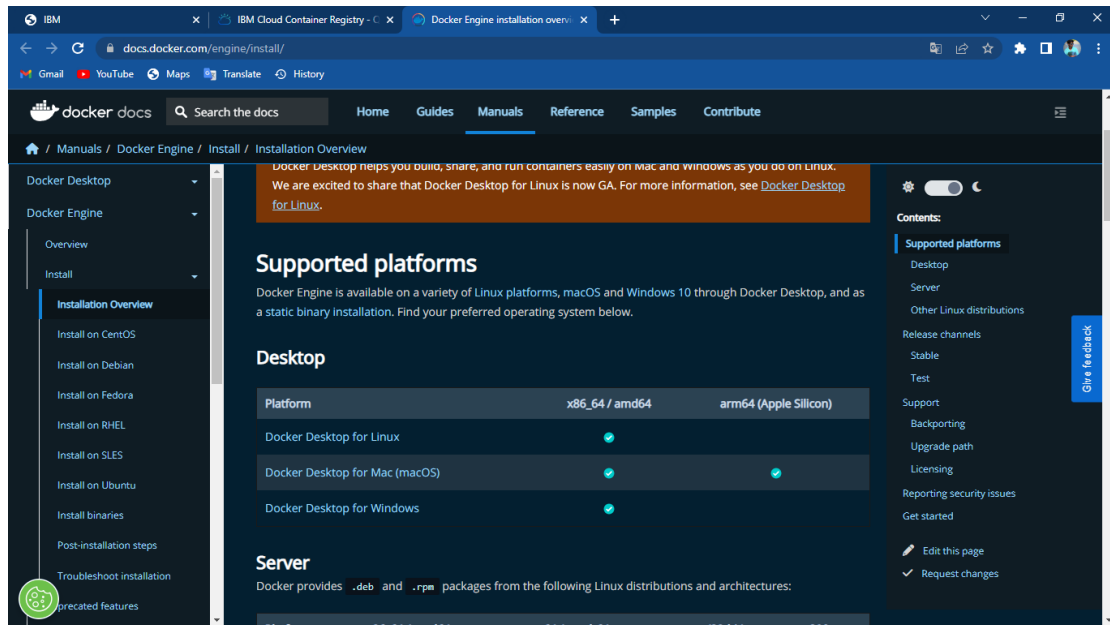 IBM
IBM Cloud Container Registry - C
Docker Engine installation overvi
docs.docker.com/engine/install/
Gmail YouTube Maps Translate History
docker docs Search the docs Home Guides Manuals Reference Samples Contribute
/ Manuals / Docker Engine / Install / Installation Overview
Docker Desktop
Docker Engine
Overview
Install
Installation Overview
Install on CentOS
Install on Debian
Install on Fedora
Install on RHEL
Install on SLES
Install on Ubuntu
Install binaries
Post-installation steps
Troubleshoot installation
precated features
Docker Desktop helps you build, share, and run containers easily on Mac and Windows as you do on Linux.
We are excited to share that Docker Desktop for Linux is now GA. For more information, see Docker Desktop
for Linux.
Supported platforms
Docker Engine is available on a variety of Linux platforms, macOS and Windows 10 through Docker Desktop, and as
a static binary installation. Find your preferred operating system below.
Desktop
Platform x86_64 / amd64 arm64 (Apple Silicon)
Docker Desktop for Linux
Docker Desktop for Mac (macOS)
Docker Desktop for Windows
Server
Docker provides .deb and .rpm packages from the following Linux distributions and architectures:
Contents:
Supported platforms
Desktop
Server
Other Linux distributions
Release channels
Stable
Test
Support
Backporting
Upgrade path
Licensing
Reporting security issues
Get started
Edit this page
Request changes
Give feedback